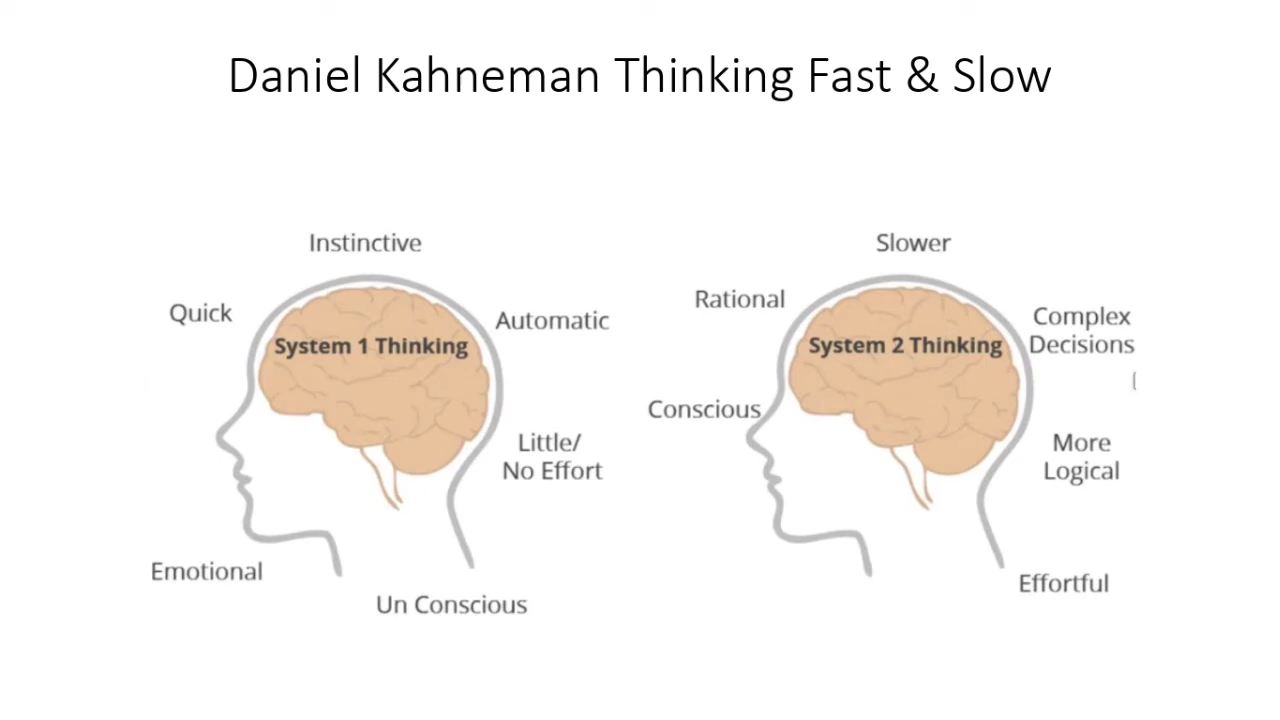 Daniel Kahneman Thinking Fast & Slow
Instinctive
Quick
Automatic
System 1 Thinking
Little/
No Effort
Emotional
Un Conscious
Slower
Rational
Complex
Decisions
System 2 Thinking
Conscious
More
Logical
Effortful